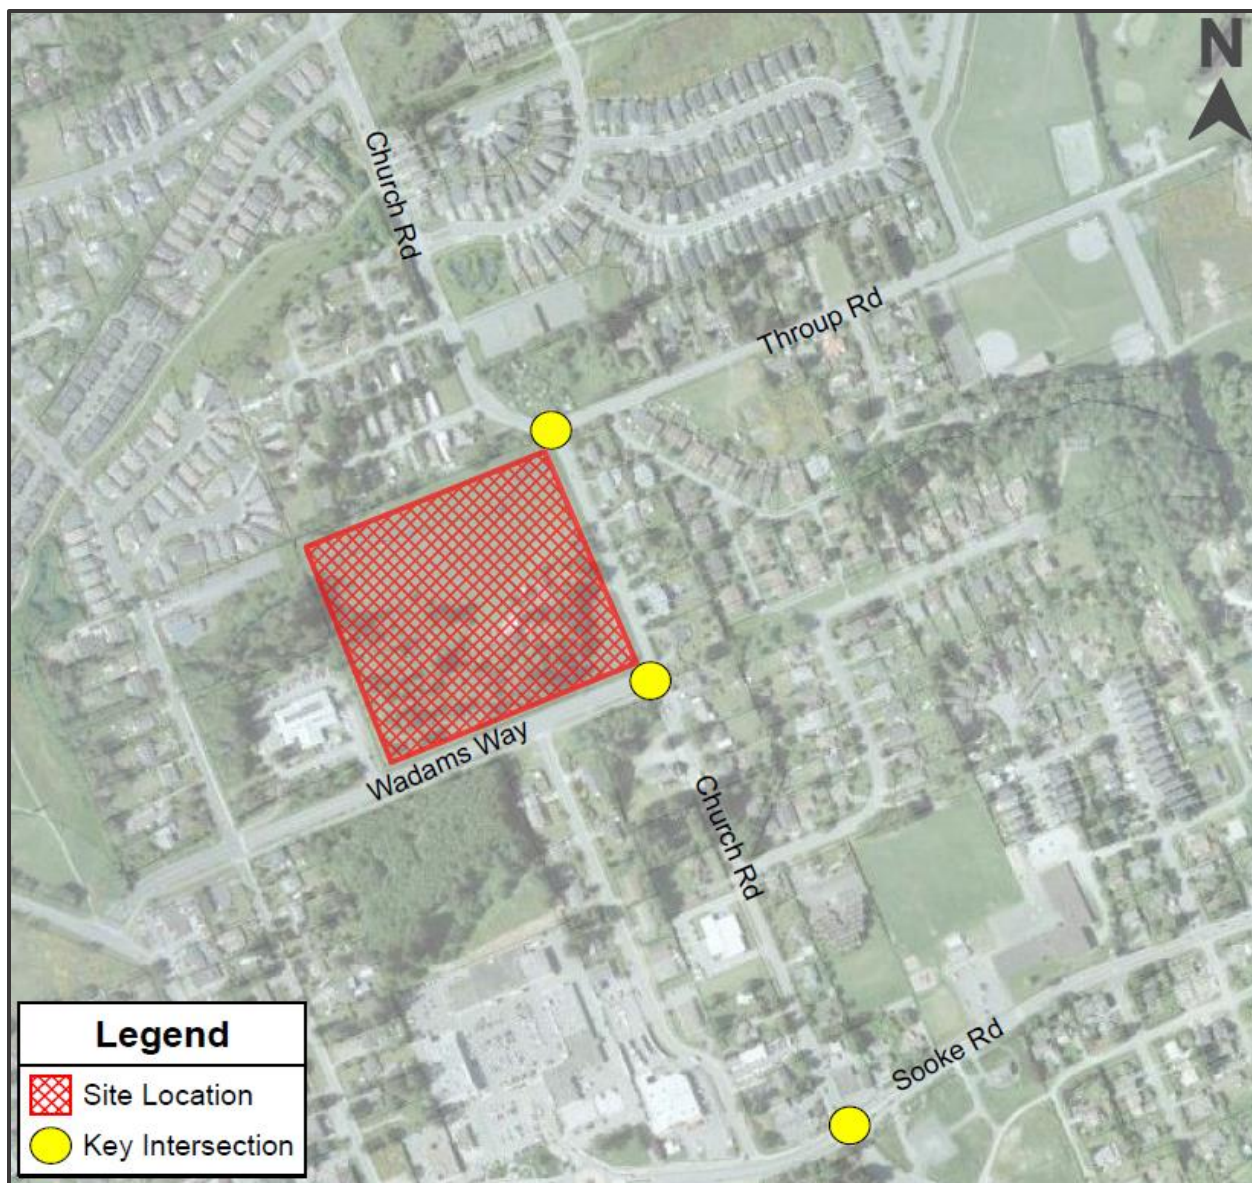 N
Church Rd
Throup Rd
Wadams Way
Church Rd
Sooke Rd
Legend
Site Location
Key Intersection